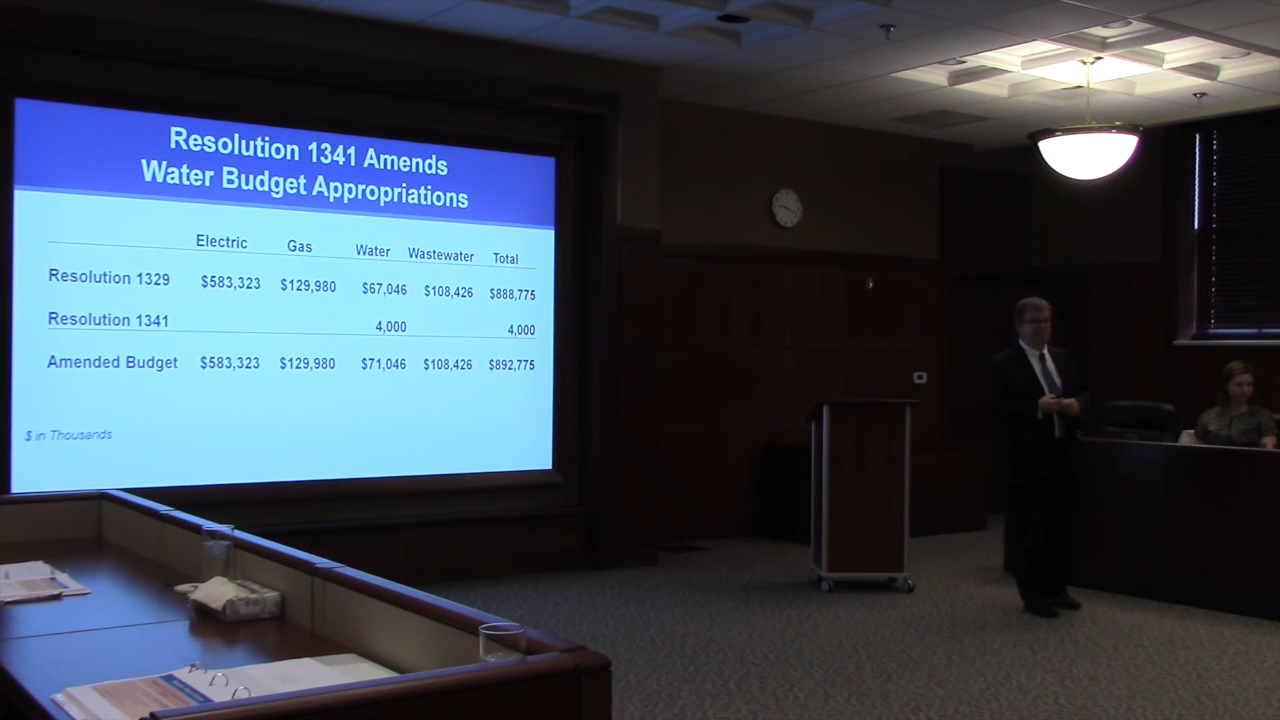 Resolution 1341 Amends
Water Budget Appropriations
Electric Gas Water Wastewater Total
Resolution 1329 $583,323 $129,980 $67,046 $108,426 $888,775
Resolution 1341 4,000 4,000
Amended Budget $583,323 $129,980 $71,046 $108,426 $892,775
$ in Thousands